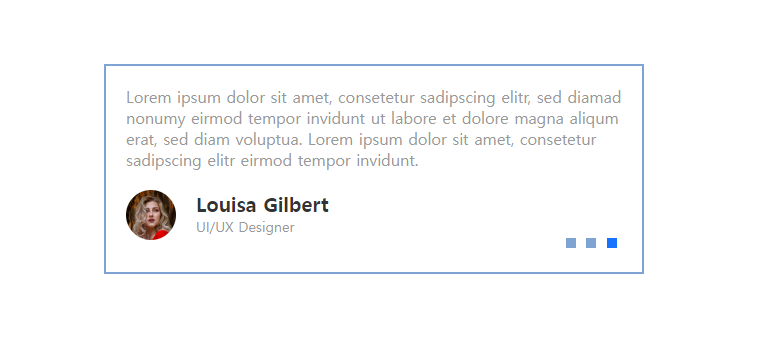 Lorem ipsum dolor sit amet, consetetur sadipscing elitr, sed diamad
nonumy eirmod tempor invidunt ut labore et dolore magna aliqum
erat, sed diam voluptua. Lorem ipsum dolor sit amet, consetetur
sadipscing elitr eirmod tempor invidunt.
Louisa Gilbert
UI/UX Designer